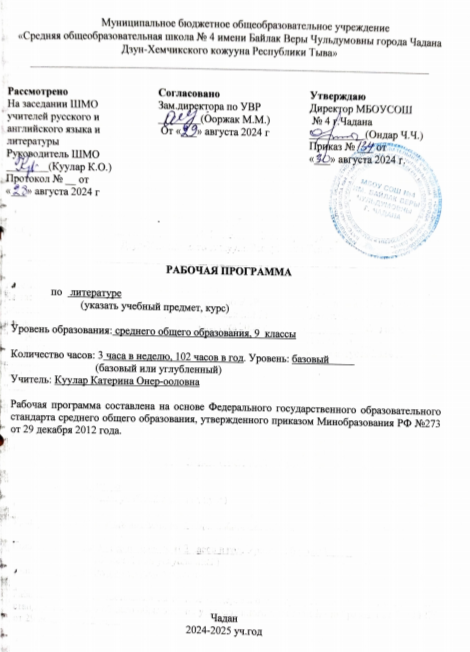 Муниципальное бюджетное общеобразовательное учреждение
«Средняя общеобразовательная школа № 4 имени Байлак Веры Чульдумовны города Чадана
Дзун-Хемчикского кожууна Республики Тыва»
Рассмотрено
На заседании ШМО
учителей русского и
английского языка и
литературы
Руководитель ШМО
(Куулар К.О.)
Протокол № __ от
«23» августа 2024 г
Согласовано
Зам.директора по УВР
(Ооржак М.М.)
От «29» августа 2024 г
Утверждаю
Директор МБОУСОШ
№ 4 г.Чадана
(Ондар Ч.Ч.)
Приказ № 134 от
«30» августа 2024 г.
РАБОЧАЯ ПРОГРАММА
по литературе
(указать учебный предмет, курс)
Уровень образования: среднего общего образования, 9 классы
Количество часов: 3 часа в неделю, 102 часов в год. Уровень: базовый
(базовый или углубленный)
Учитель: Куулар Катерина Онер-ооловна
Рабочая программа составлена на основе Федерального государственного образовательного
стандарта среднего общего образования, утвержденного приказом Минобразования РФ №273
от 29 декабря 2012 года.
Чадан
2024-2025 уч.год